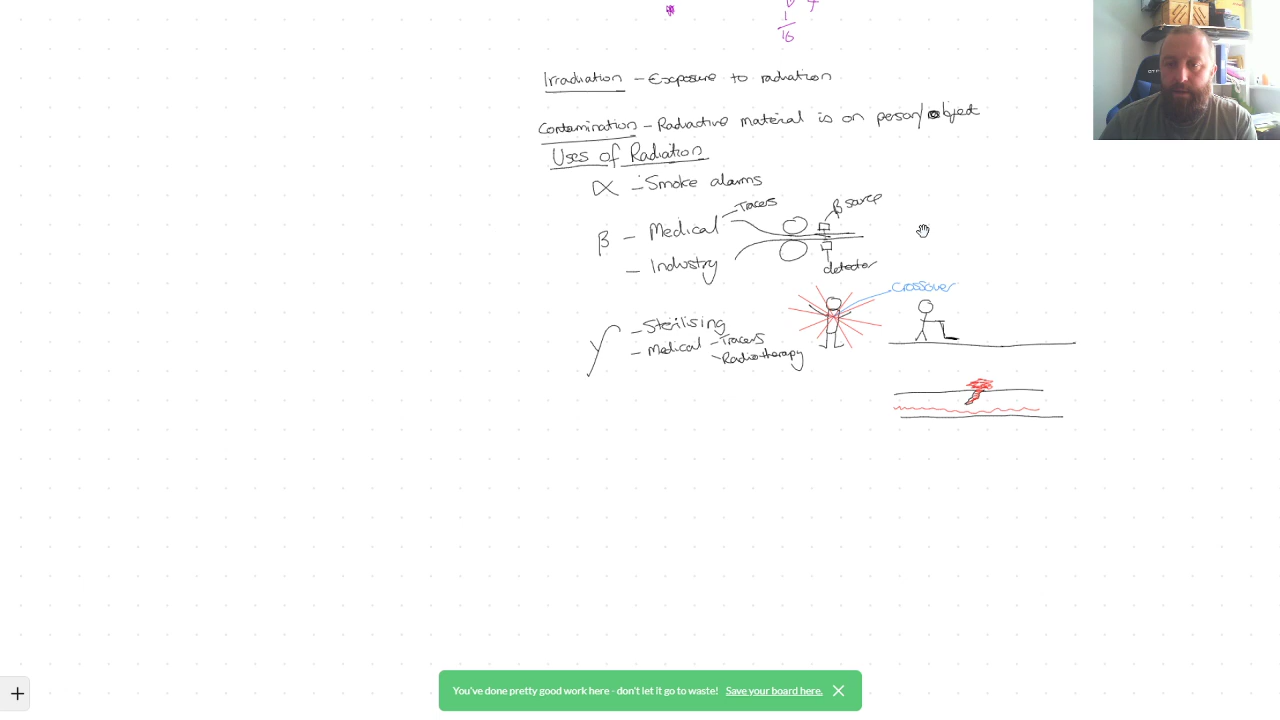 1
16
Irradiation - Exposure to radiation
Contamination - Radiactive material is on person/object
Uses of Radiation
α - Smoke alarms
β - Medical - Tracers
- Industry
β source
detector
crossover
γ - Sterilising
- Medical - Tracers
- Radiotherapy
You've done pretty good work here - don't let it go to waste! Save your board here.